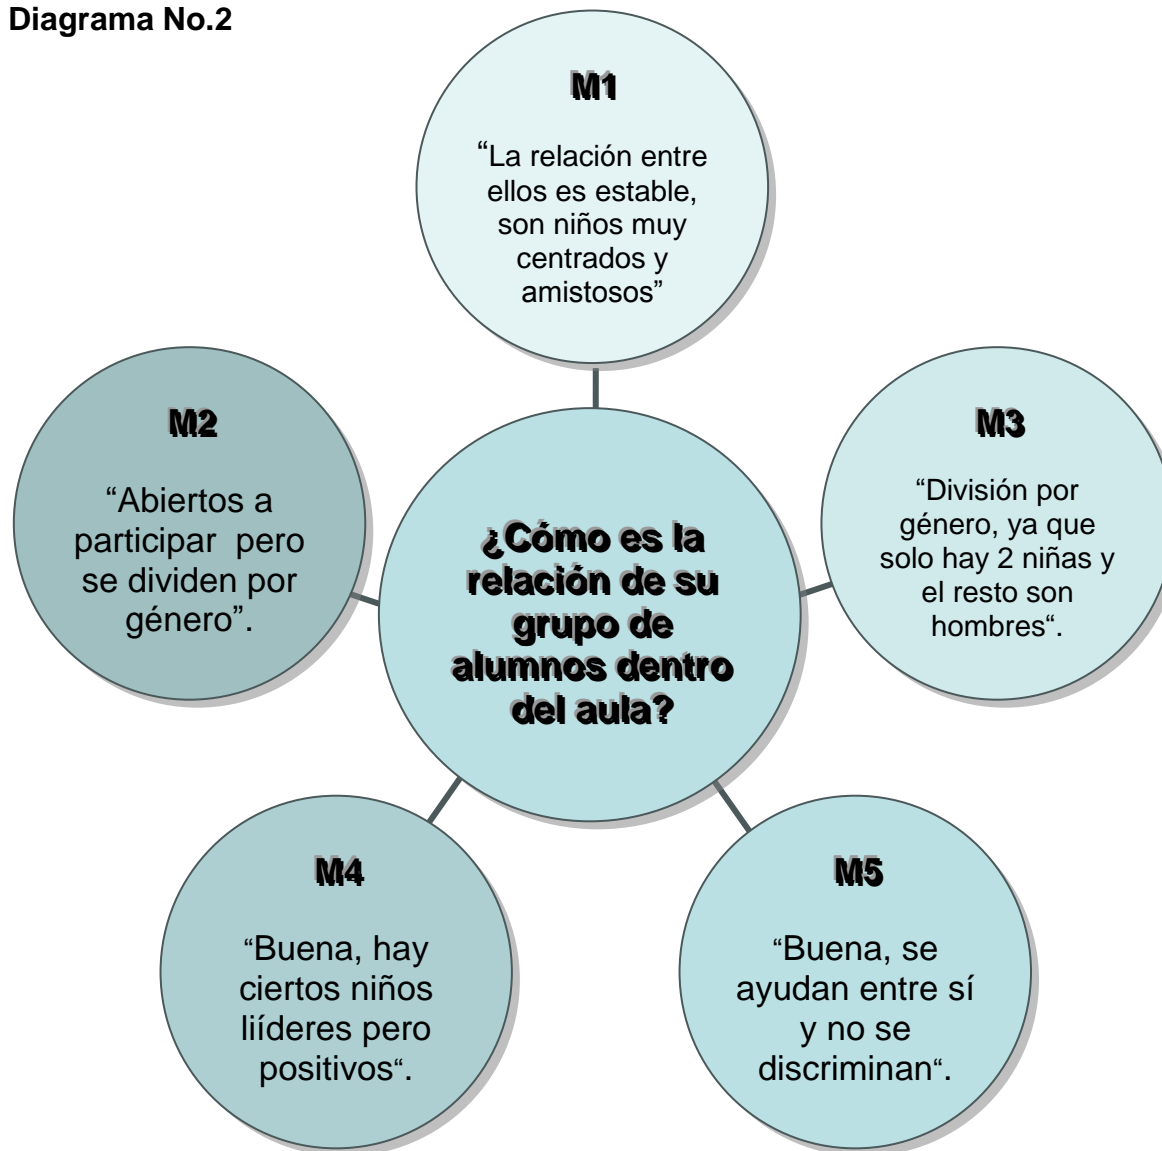 Diagrama No.2
M1
“La relación entre
ellos es estable,
son niños muy
centrados y
amistosos”
M2
“Abiertos a
participar  pero
se dividen por
género”.
M3
“División por
género, ya que
solo hay 2 niñas y
el resto son
hombres“.
¿Cómo es la
relación de su
grupo de
alumnos dentro
del aula?
M4
“Buena, hay
ciertos niños
liíderes pero
positivos“.
M5
“Buena, se
ayudan entre sí
y no se
discriminan“.